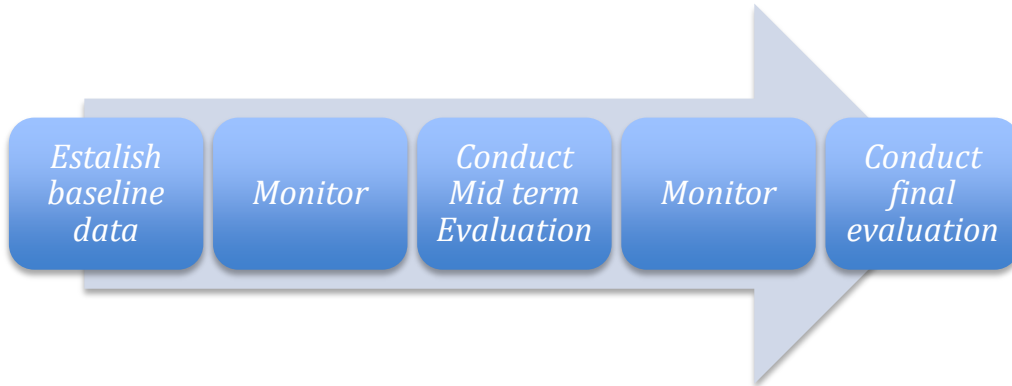 Estalish
baseline
data
Monitor
Conduct
Mid term
Evaluation
Monitor
Conduct
final
evaluation